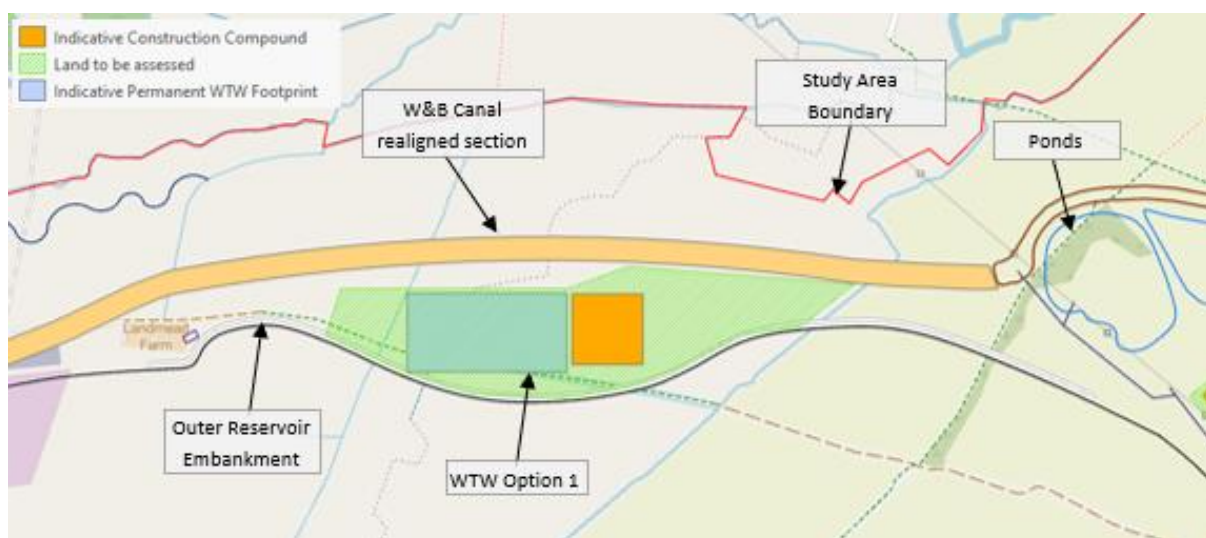 Indicative Construction Compound
Land to be assessed
Indicative Permanent WTW Footprint
W&B Canal
realigned section
Study Area
Boundary
Ponds
Landmead
Farm
Outer Reservoir
Embankment
WTW Option 1